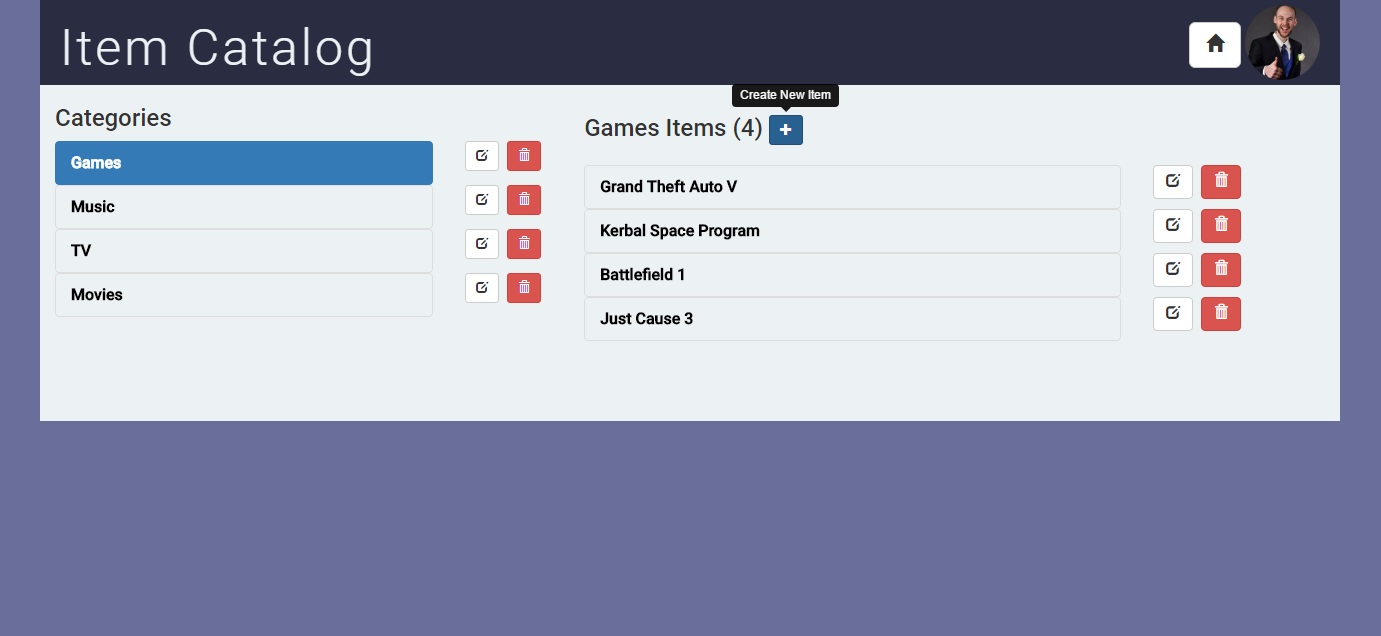 Item Catalog
Create New Item
Categories
Games
Music
TV
Movies
Games Items (4)
Grand Theft Auto V
Kerbal Space Program
Battlefield 1
Just Cause 3